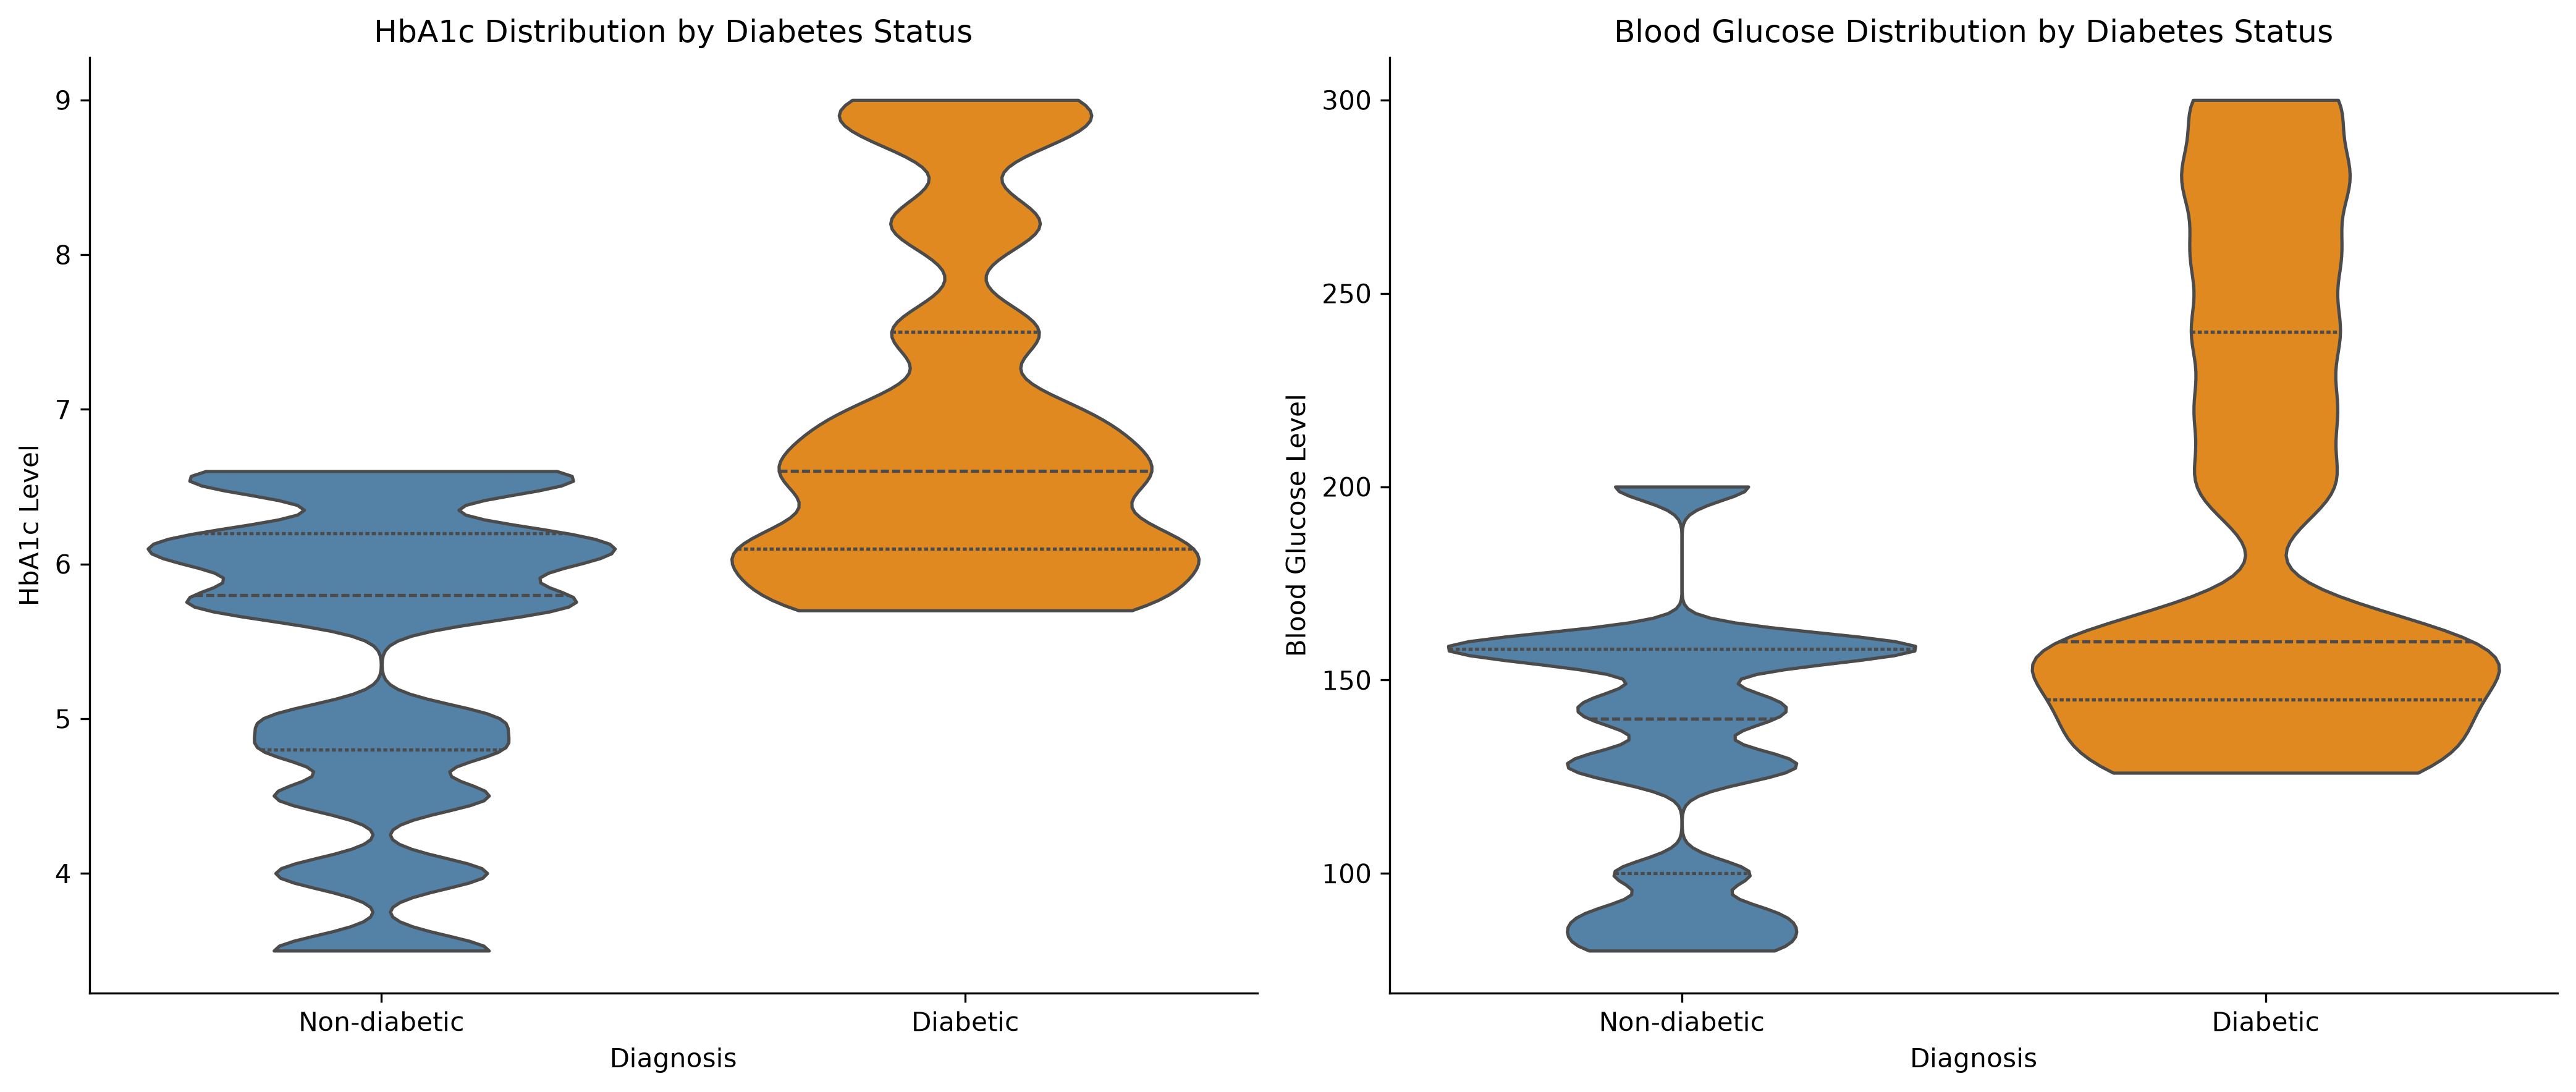 HbA1c Distribution by Diabetes Status
HbA1c Level
9
8
7
6
5
4
Non-diabetic
Diabetic
Diagnosis
Blood Glucose Distribution by Diabetes Status
Blood Glucose Level
300
250
200
150
100
Non-diabetic
Diabetic
Diagnosis